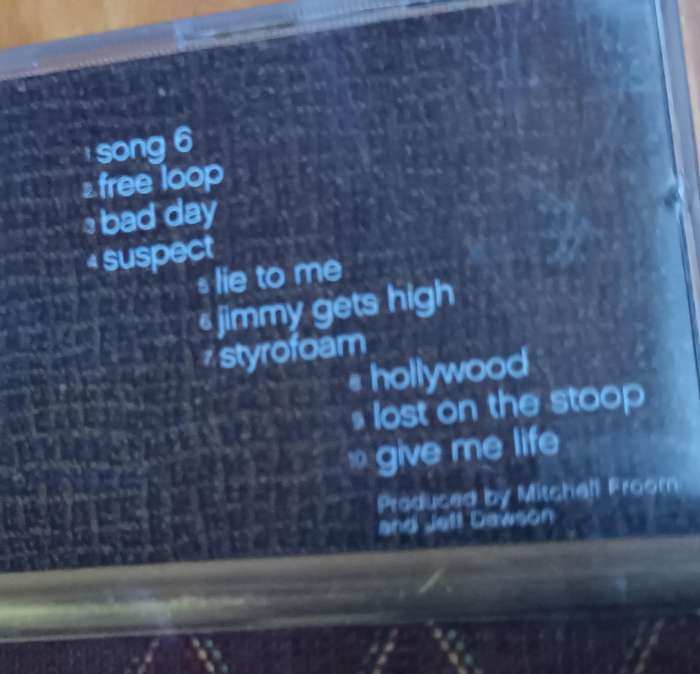 1 song 6
2 free loop
3 bad day
4 suspect
5 lie to me
6 jimmy gets high
7 styrofoam
8 hollywood
9 lost on the stoop
10 give me life
Produced by Mitchell Froom
and Jeff Dawson